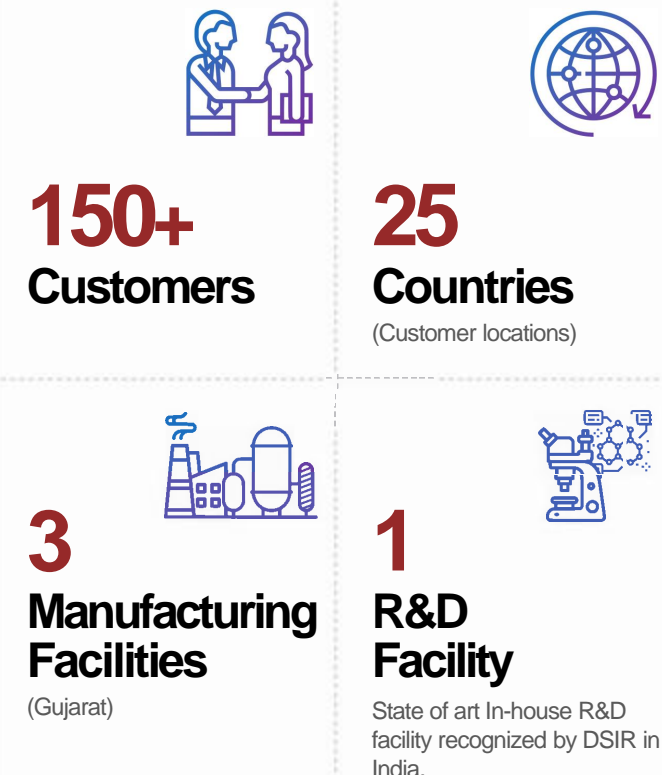 150+
Customers
25
Countries
(Customer locations)
3
Manufacturing
Facilities
(Gujarat)
1
R&D
Facility
State of art In-house R&D
facility recognized by DSIR in
India.